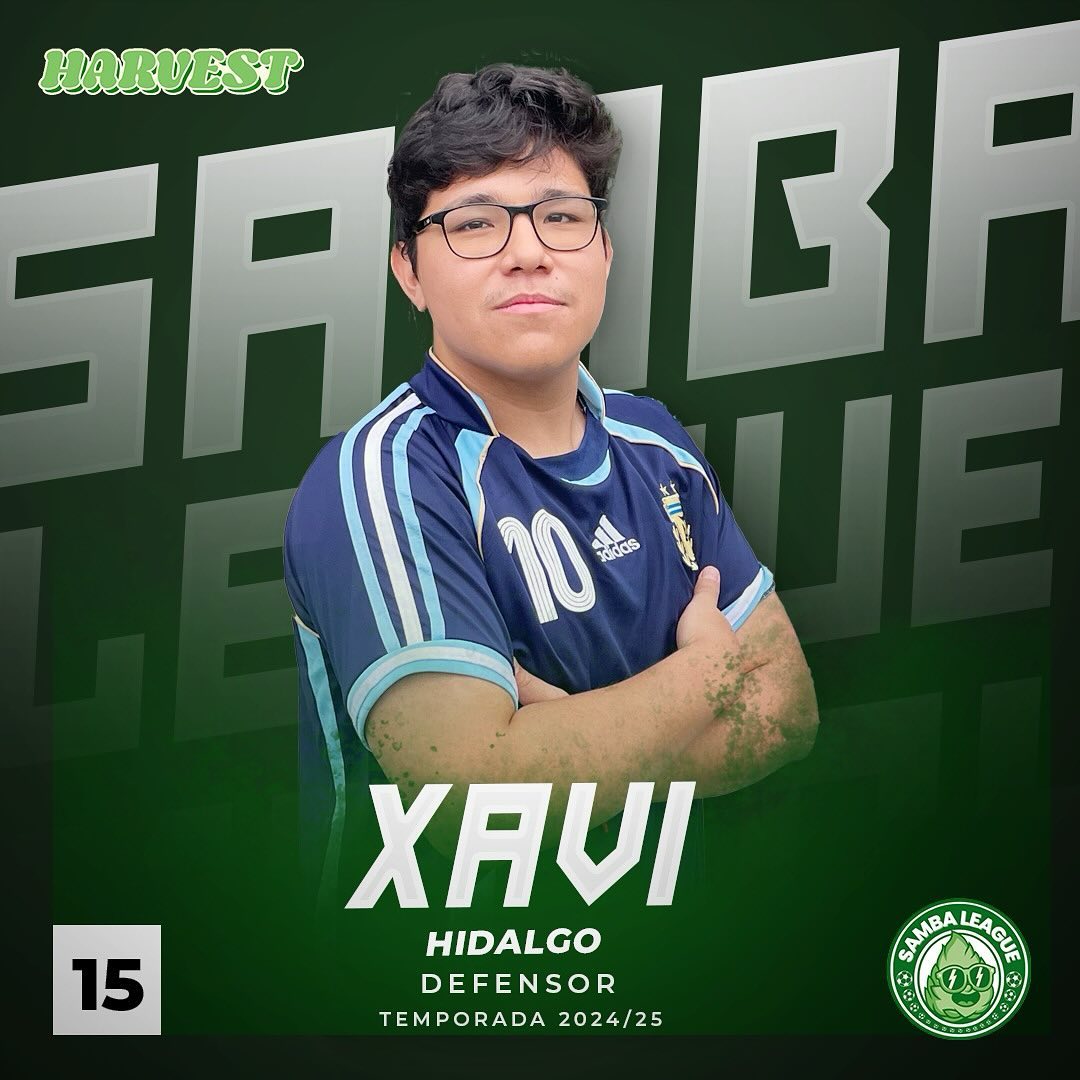 HARVEST
SAMBA
LEAGUE
10
adidas
XAVI
HIDALGO
DEFENSOR
TEMPORADA 2024/25
15
SAMBA LEAGUE